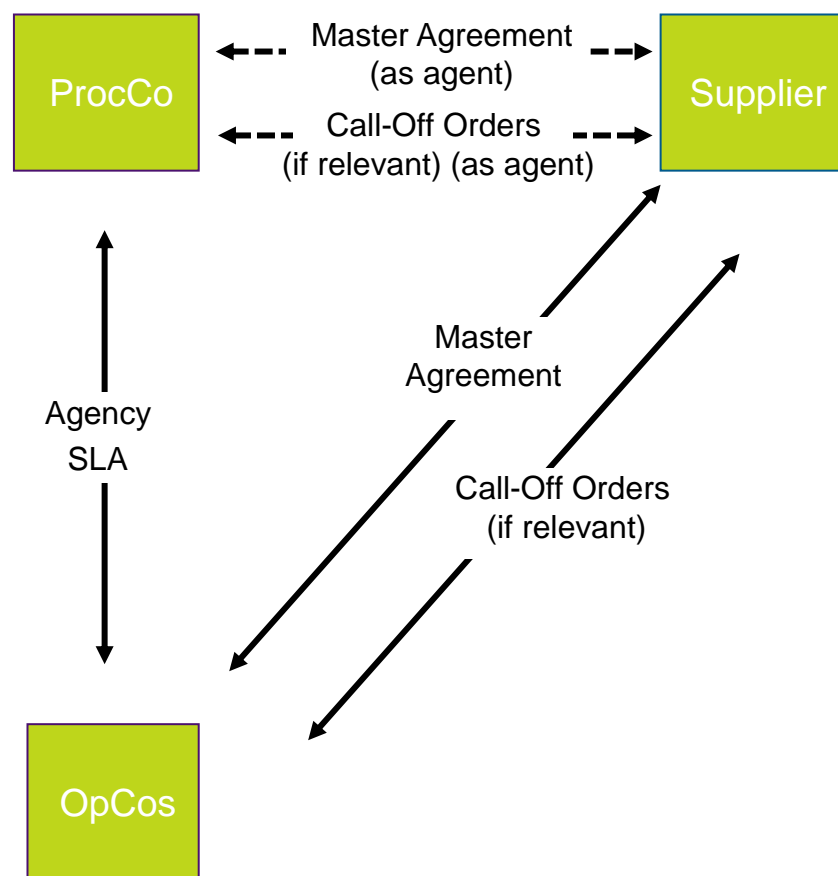 Master Agreement
(as agent)
ProcCo
Supplier
Call-Off Orders
(if relevant) (as agent)
Master
Agreement
Agency
SLA
Call-Off Orders
(if relevant)
OpCos